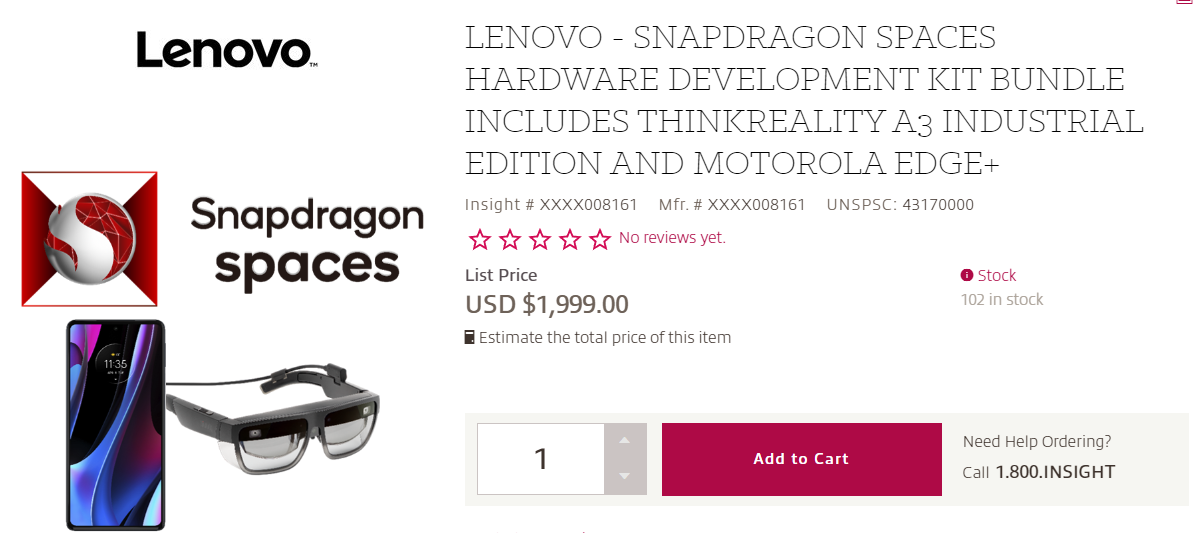 Lenovo™
Snapdragon
spaces
11:35
LENOVO - SNAPDRAGON SPACES
HARDWARE DEVELOPMENT KIT BUNDLE
INCLUDES THINKREALITY A3 INDUSTRIAL
EDITION AND MOTOROLA EDGE+
Insight # XXXX008161 Mfr. # XXXX008161 UNSPSC: 43170000
No reviews yet.
List Price
USD $1,999.00
Stock
102 in stock
Estimate the total price of this item
1
Add to Cart
Need Help Ordering?
Call 1.800.INSIGHT